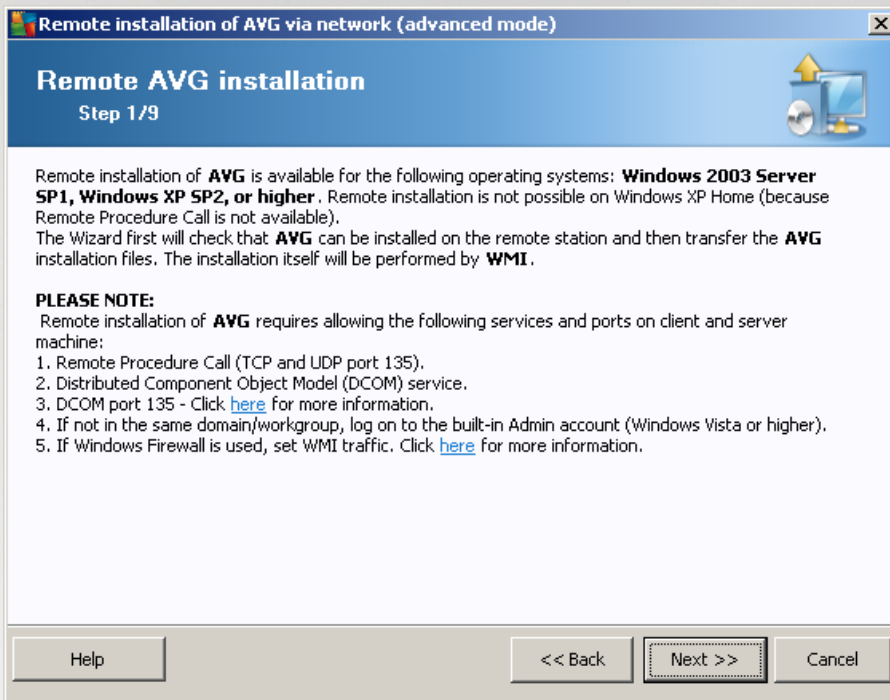 Remote installation of AVG via network (advanced mode)
Remote AVG installation
Step 1/9
Remote installation of AVG is available for the following operating systems: Windows 2003 Server
SP1, Windows XP SP2, or higher. Remote installation is not possible on Windows XP Home (because
Remote Procedure Call is not available).
The Wizard first will check that AVG can be installed on the remote station and then transfer the AVG
installation files. The installation itself will be performed by WMI.
PLEASE NOTE:
Remote installation of AVG requires allowing the following services and ports on client and server
machine:
1. Remote Procedure Call (TCP and UDP port 135).
2. Distributed Component Object Model (DCOM) service.
3. DCOM port 135 - Click here for more information.
4. If not in the same domain/workgroup, log on to the built-in Admin account (Windows Vista or higher).
5. If Windows Firewall is used, set WMI traffic. Click here for more information.
Help << Back Next >> Cancel